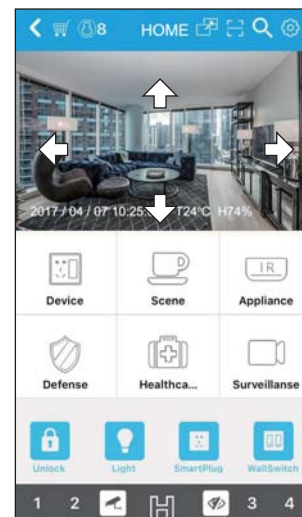 8 HOME
2017/04/07 10:25: T24°C H74%
IR
Device Scene Appliance
Defense Healthca... Surveillanse
Unlock Light SmartPlug WallSwitch
1 2 H 3 4